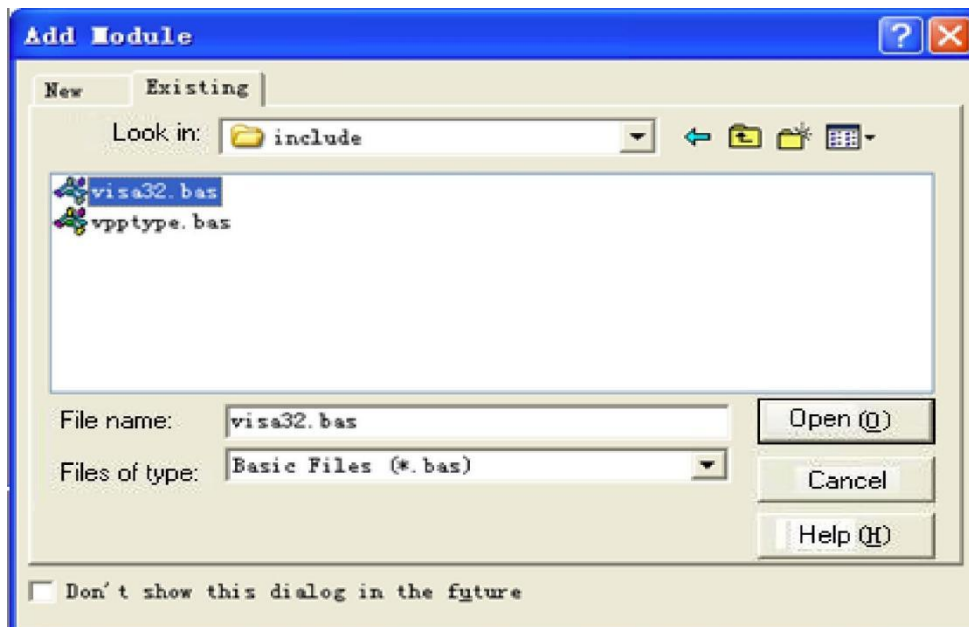 Add Module
New Existing
Look in: include
visa32.bas
vpptype.bas
File name: visa32.bas Open (O)
Files of type: Basic Files (*.bas)
Cancel
Help (H)
Don't show this dialog in the future